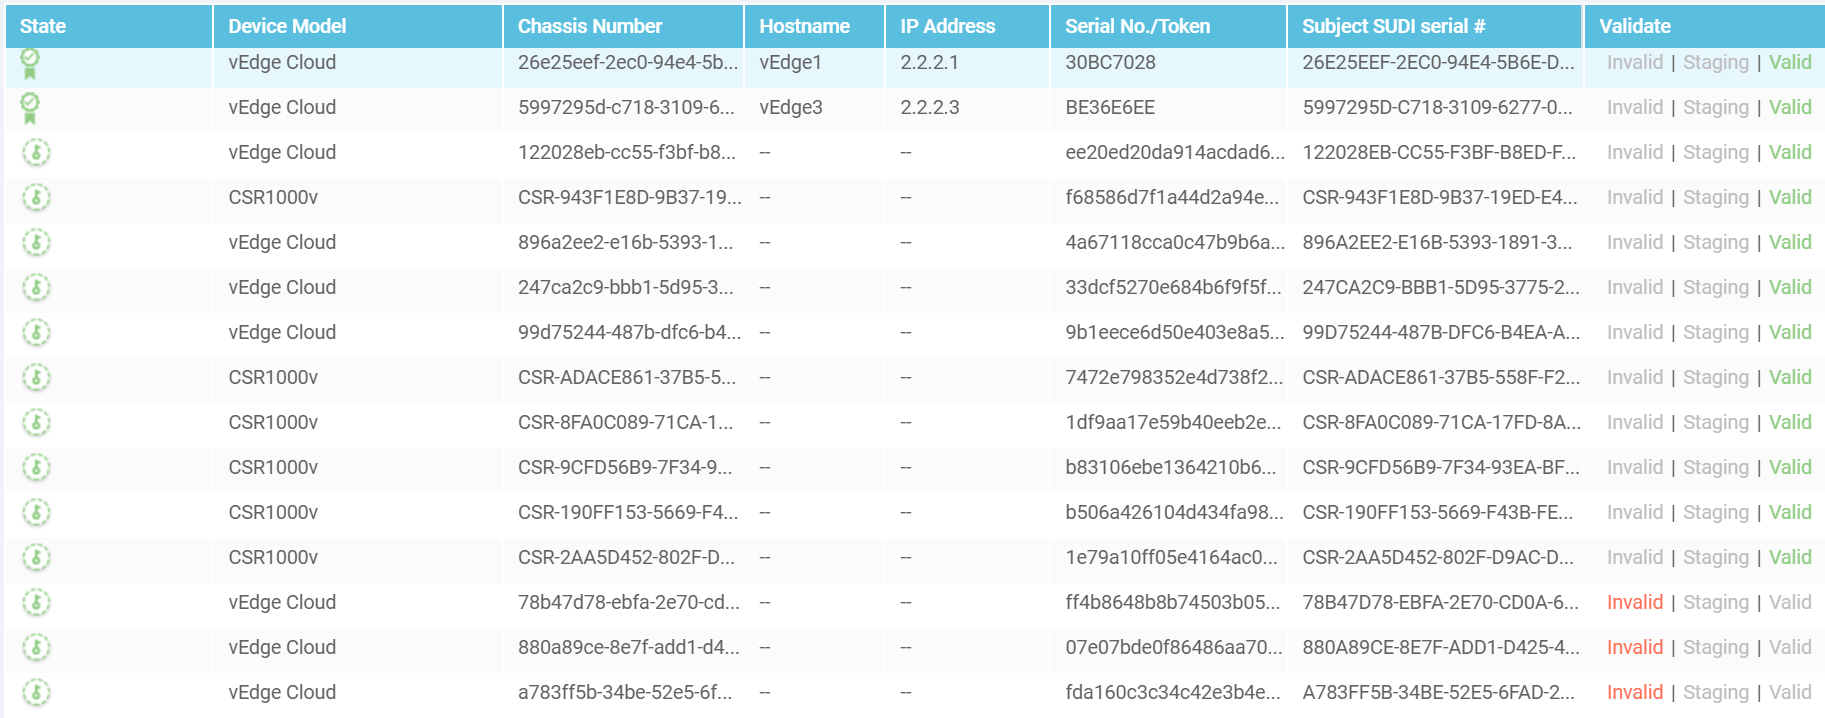 State Device Model Chassis Number Hostname IP Address Serial No./Token Subject SUDI serial # Validate
vEdge Cloud 26e25eef-2ec0-94e4-5b... vEdge1 2.2.2.1 30BC7028 26E25EEF-2EC0-94E4-5B6E-D... Invalid | Staging | Valid
vEdge Cloud 5997295d-c718-3109-6... vEdge3 2.2.2.3 BE36E6EE 5997295D-C718-3109-6277-0... Invalid | Staging | Valid
vEdge Cloud 122028eb-cc55-f3bf-b8... -- -- ee20ed20da914acdad6... 122028EB-CC55-F3BF-B8ED-F... Invalid | Staging | Valid
CSR1000v CSR-943F1E8D-9B37-19... -- -- f68586d7f1a44d2a94e... CSR-943F1E8D-9B37-19ED-E4... Invalid | Staging | Valid
vEdge Cloud 896a2ee2-e16b-5393-1... -- -- 4a67118cca0c47b9b6a... 896A2EE2-E16B-5393-1891-3... Invalid | Staging | Valid
vEdge Cloud 247ca2c9-bbb1-5d95-3... -- -- 33dcf5270e684b6f9f5f... 247CA2C9-BBB1-5D95-3775-2... Invalid | Staging | Valid
vEdge Cloud 99d75244-487b-dfc6-b4... -- -- 9b1eece6d50e403e8a5... 99D75244-487B-DFC6-B4EA-A... Invalid | Staging | Valid
CSR1000v CSR-ADACE861-37B5-5... -- -- 7472e798352e4d738f2... CSR-ADACE861-37B5-558F-F2... Invalid | Staging | Valid
CSR1000v CSR-8FA0C089-71CA-1... -- -- 1df9aa17e59b40eeb2e... CSR-8FA0C089-71CA-17FD-8A... Invalid | Staging | Valid
CSR1000v CSR-9CFD56B9-7F34-9... -- -- b83106ebe1364210b6... CSR-9CFD56B9-7F34-93EA-BF... Invalid | Staging | Valid
CSR1000v CSR-190FF153-5669-F4... -- -- b506a426104d434fa98... CSR-190FF153-5669-F43B-FE... Invalid | Staging | Valid
CSR1000v CSR-2AA5D452-802F-D... -- -- 1e79a10ff05e4164ac0... CSR-2AA5D452-802F-D9AC-D... Invalid | Staging | Valid
vEdge Cloud 78b47d78-ebfa-2e70-cd... -- -- ff4b8648b8b74503b05... 78B47D78-EBFA-2E70-CD0A-6... Invalid | Staging | Valid
vEdge Cloud 880a89ce-8e7f-add1-d4... -- -- 07e07bde0f86486aa70... 880A89CE-8E7F-ADD1-D425-4... Invalid | Staging | Valid
vEdge Cloud a783ff5b-34be-52e5-6f... -- -- fda160c3c34c42e3b4e... A783FF5B-34BE-52E5-6FAD-2... Invalid | Staging | Valid